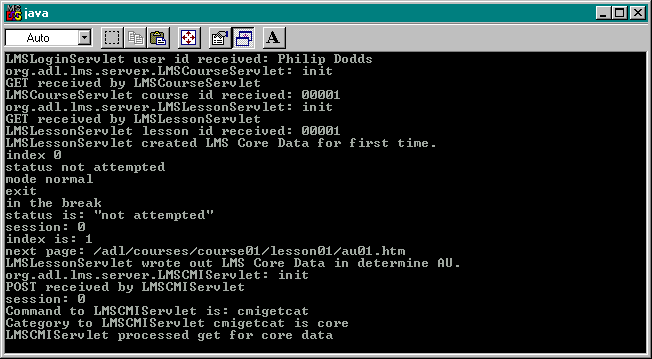 java
Auto
A
LMSLoginServlet user id received: Philip Dodds
org.adl.lms.server.LMSCourseServlet: init
GET received by LMSCourseServlet
LMSCourseServlet course id received: 00001
org.adl.lms.server.LMSLessonServlet: init
GET received by LMSLessonServlet
LMSLessonServlet lesson id received: 00001
LMSLessonServlet created LMS Core Data for first time.
index 0
status not attempted
mode normal
exit
in the break
status is: "not attempted"
session: 0
index is: 1
next page: /adl/courses/course01/lesson01/au01.htm
LMSLessonServlet wrote out LMS Core Data in determine AU.
org.adl.lms.server.LMSCMIServlet: init
POST received by LMSCMIServlet
session: 0
Command to LMSCMIServlet is: cmigetcat
Category to LMSCMIServlet cmigetcat is core
LMSCMIServlet processed get for core data